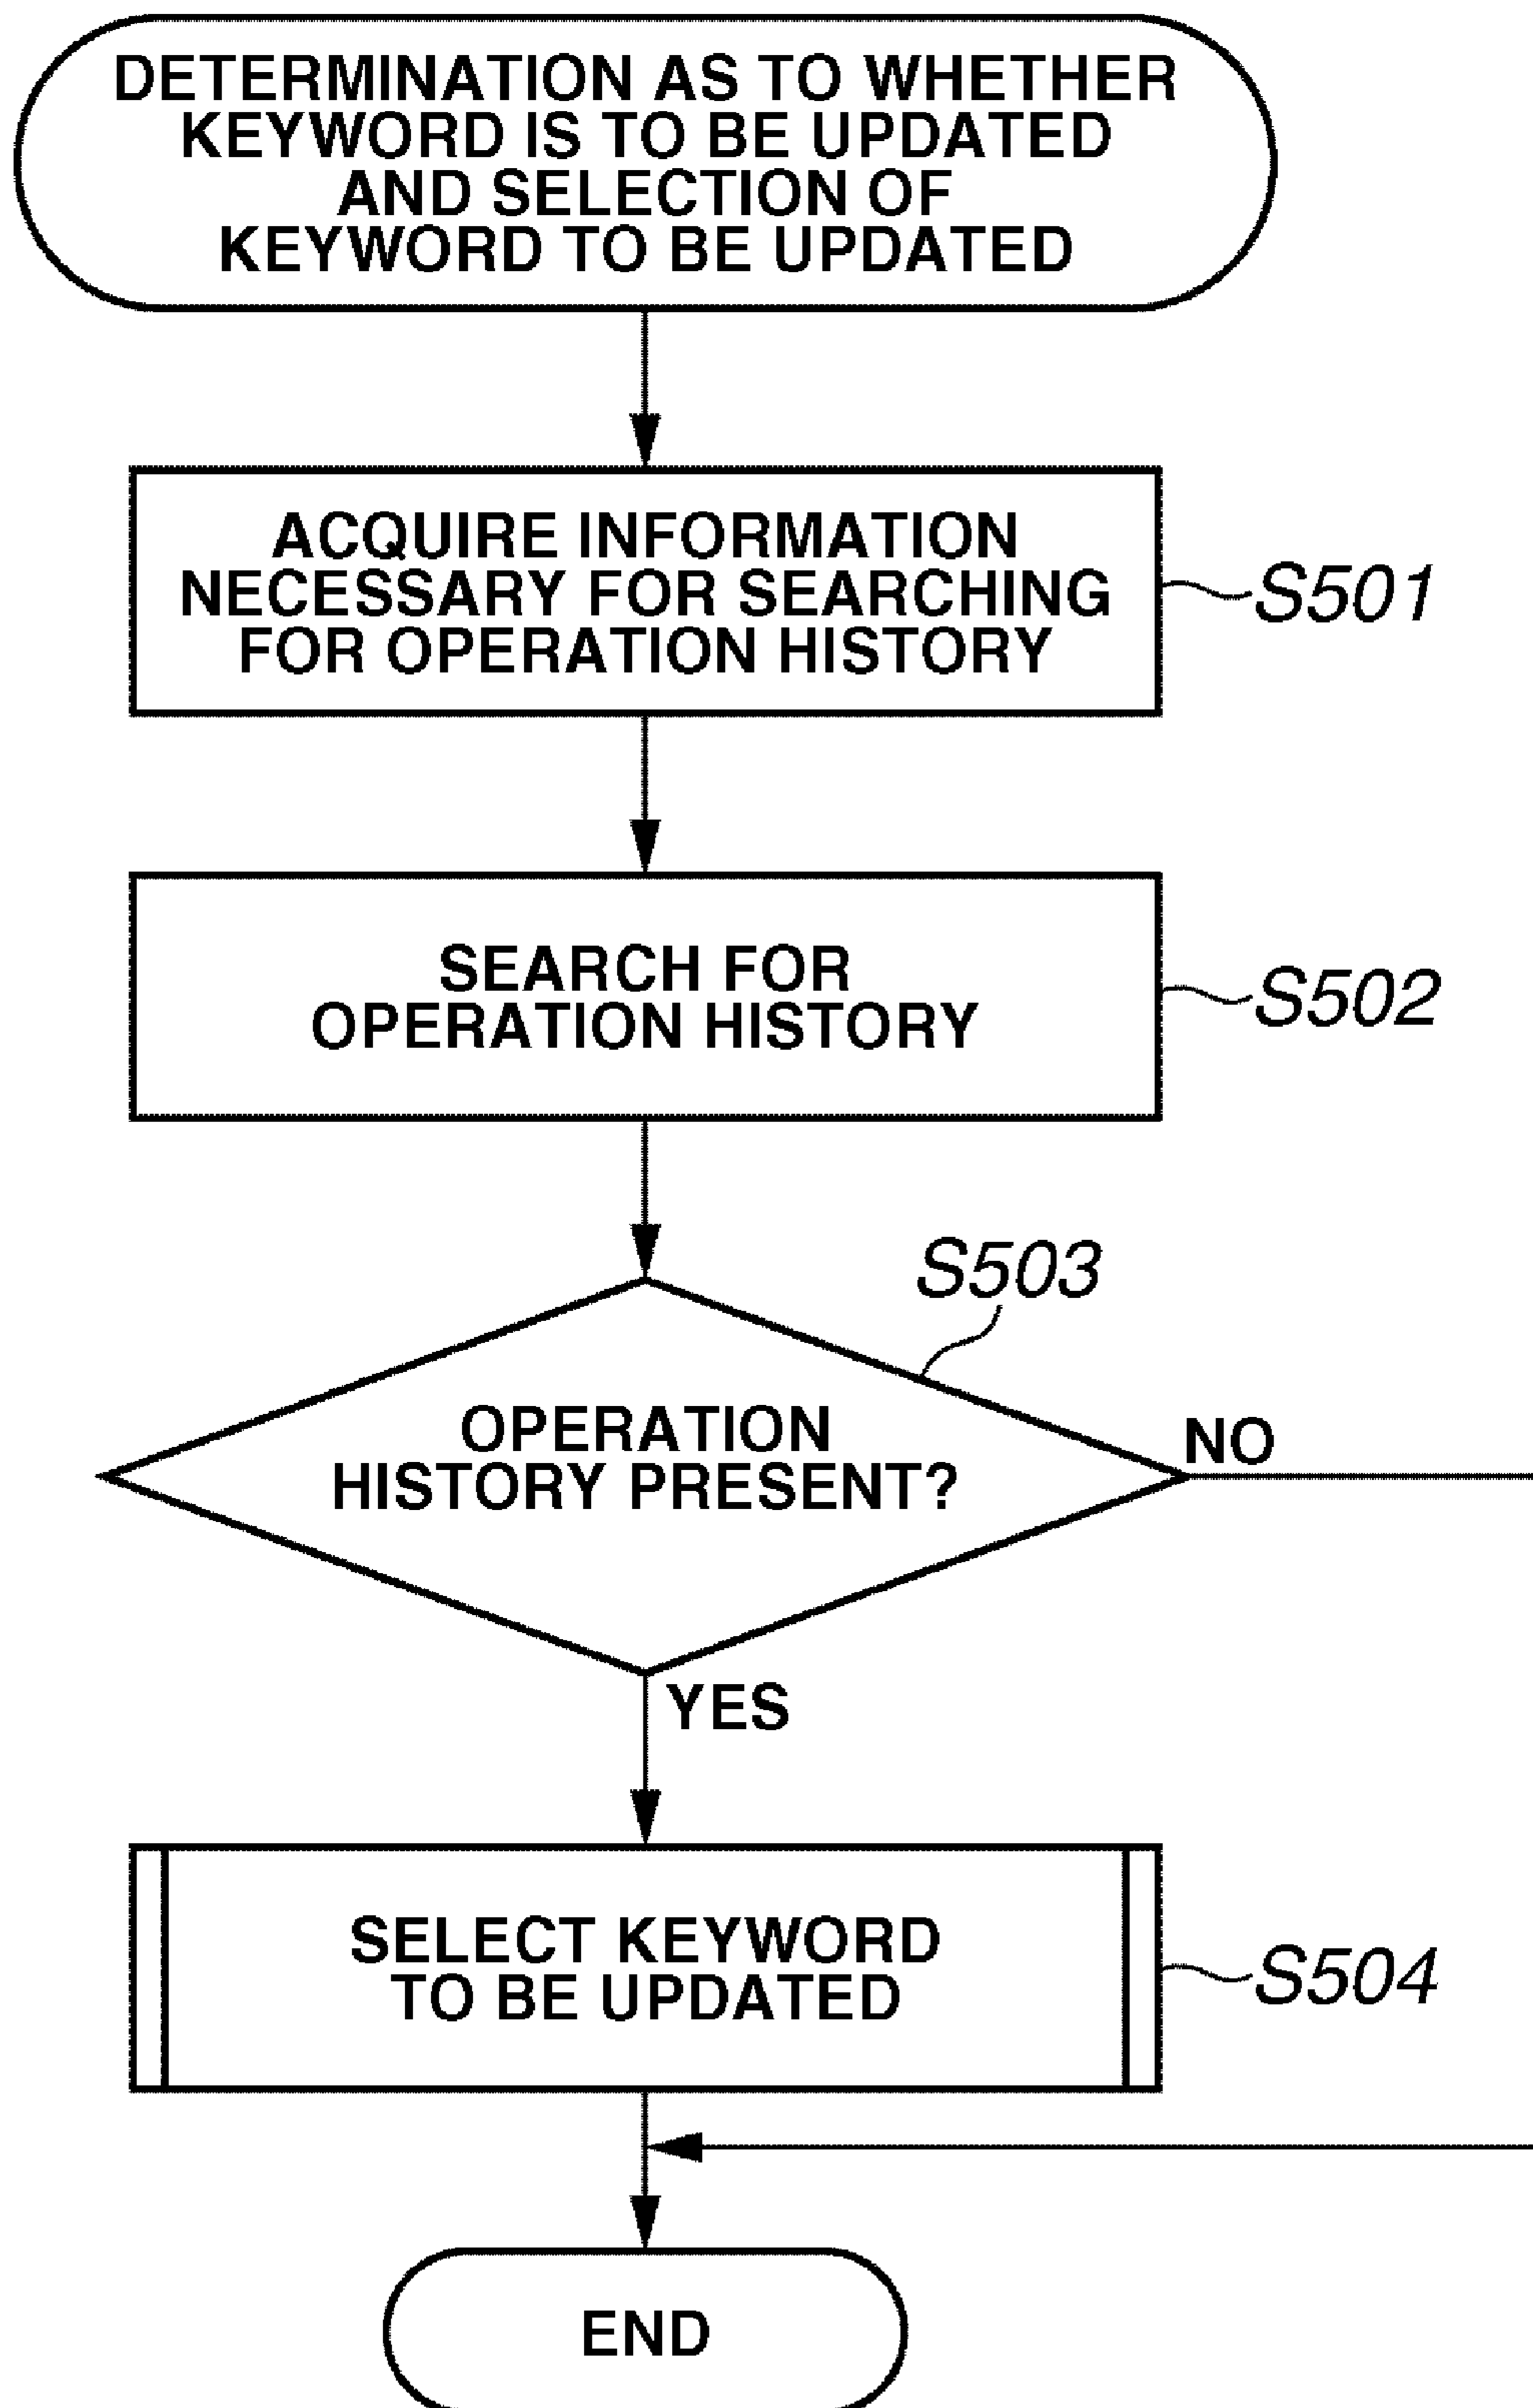 DETERMINATION AS TO WHETHER
KEYWORD IS TO BE UPDATED
AND SELECTION OF
KEYWORD TO BE UPDATED
ACQUIRE INFORMATION
NECESSARY FOR SEARCHING
FOR OPERATION HISTORY
S501
SEARCH FOR
OPERATION HISTORY
S502
S503
OPERATION
HISTORY PRESENT?
NO
YES
SELECT KEYWORD
TO BE UPDATED
S504
END